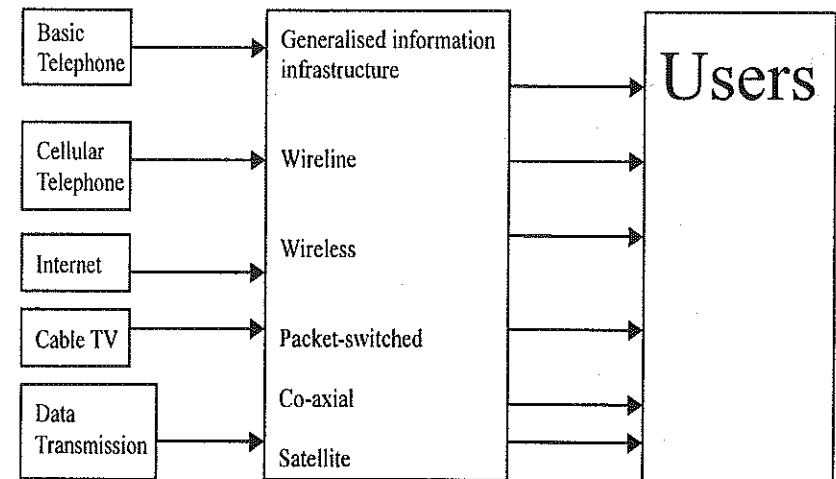 Basic
Telephone
Cellular
Telephone
Internet
Cable TV
Data
Transmission
Generalised information
infrastructure
Wireline
Wireless
Packet-switched
Co-axial
Satellite
Users